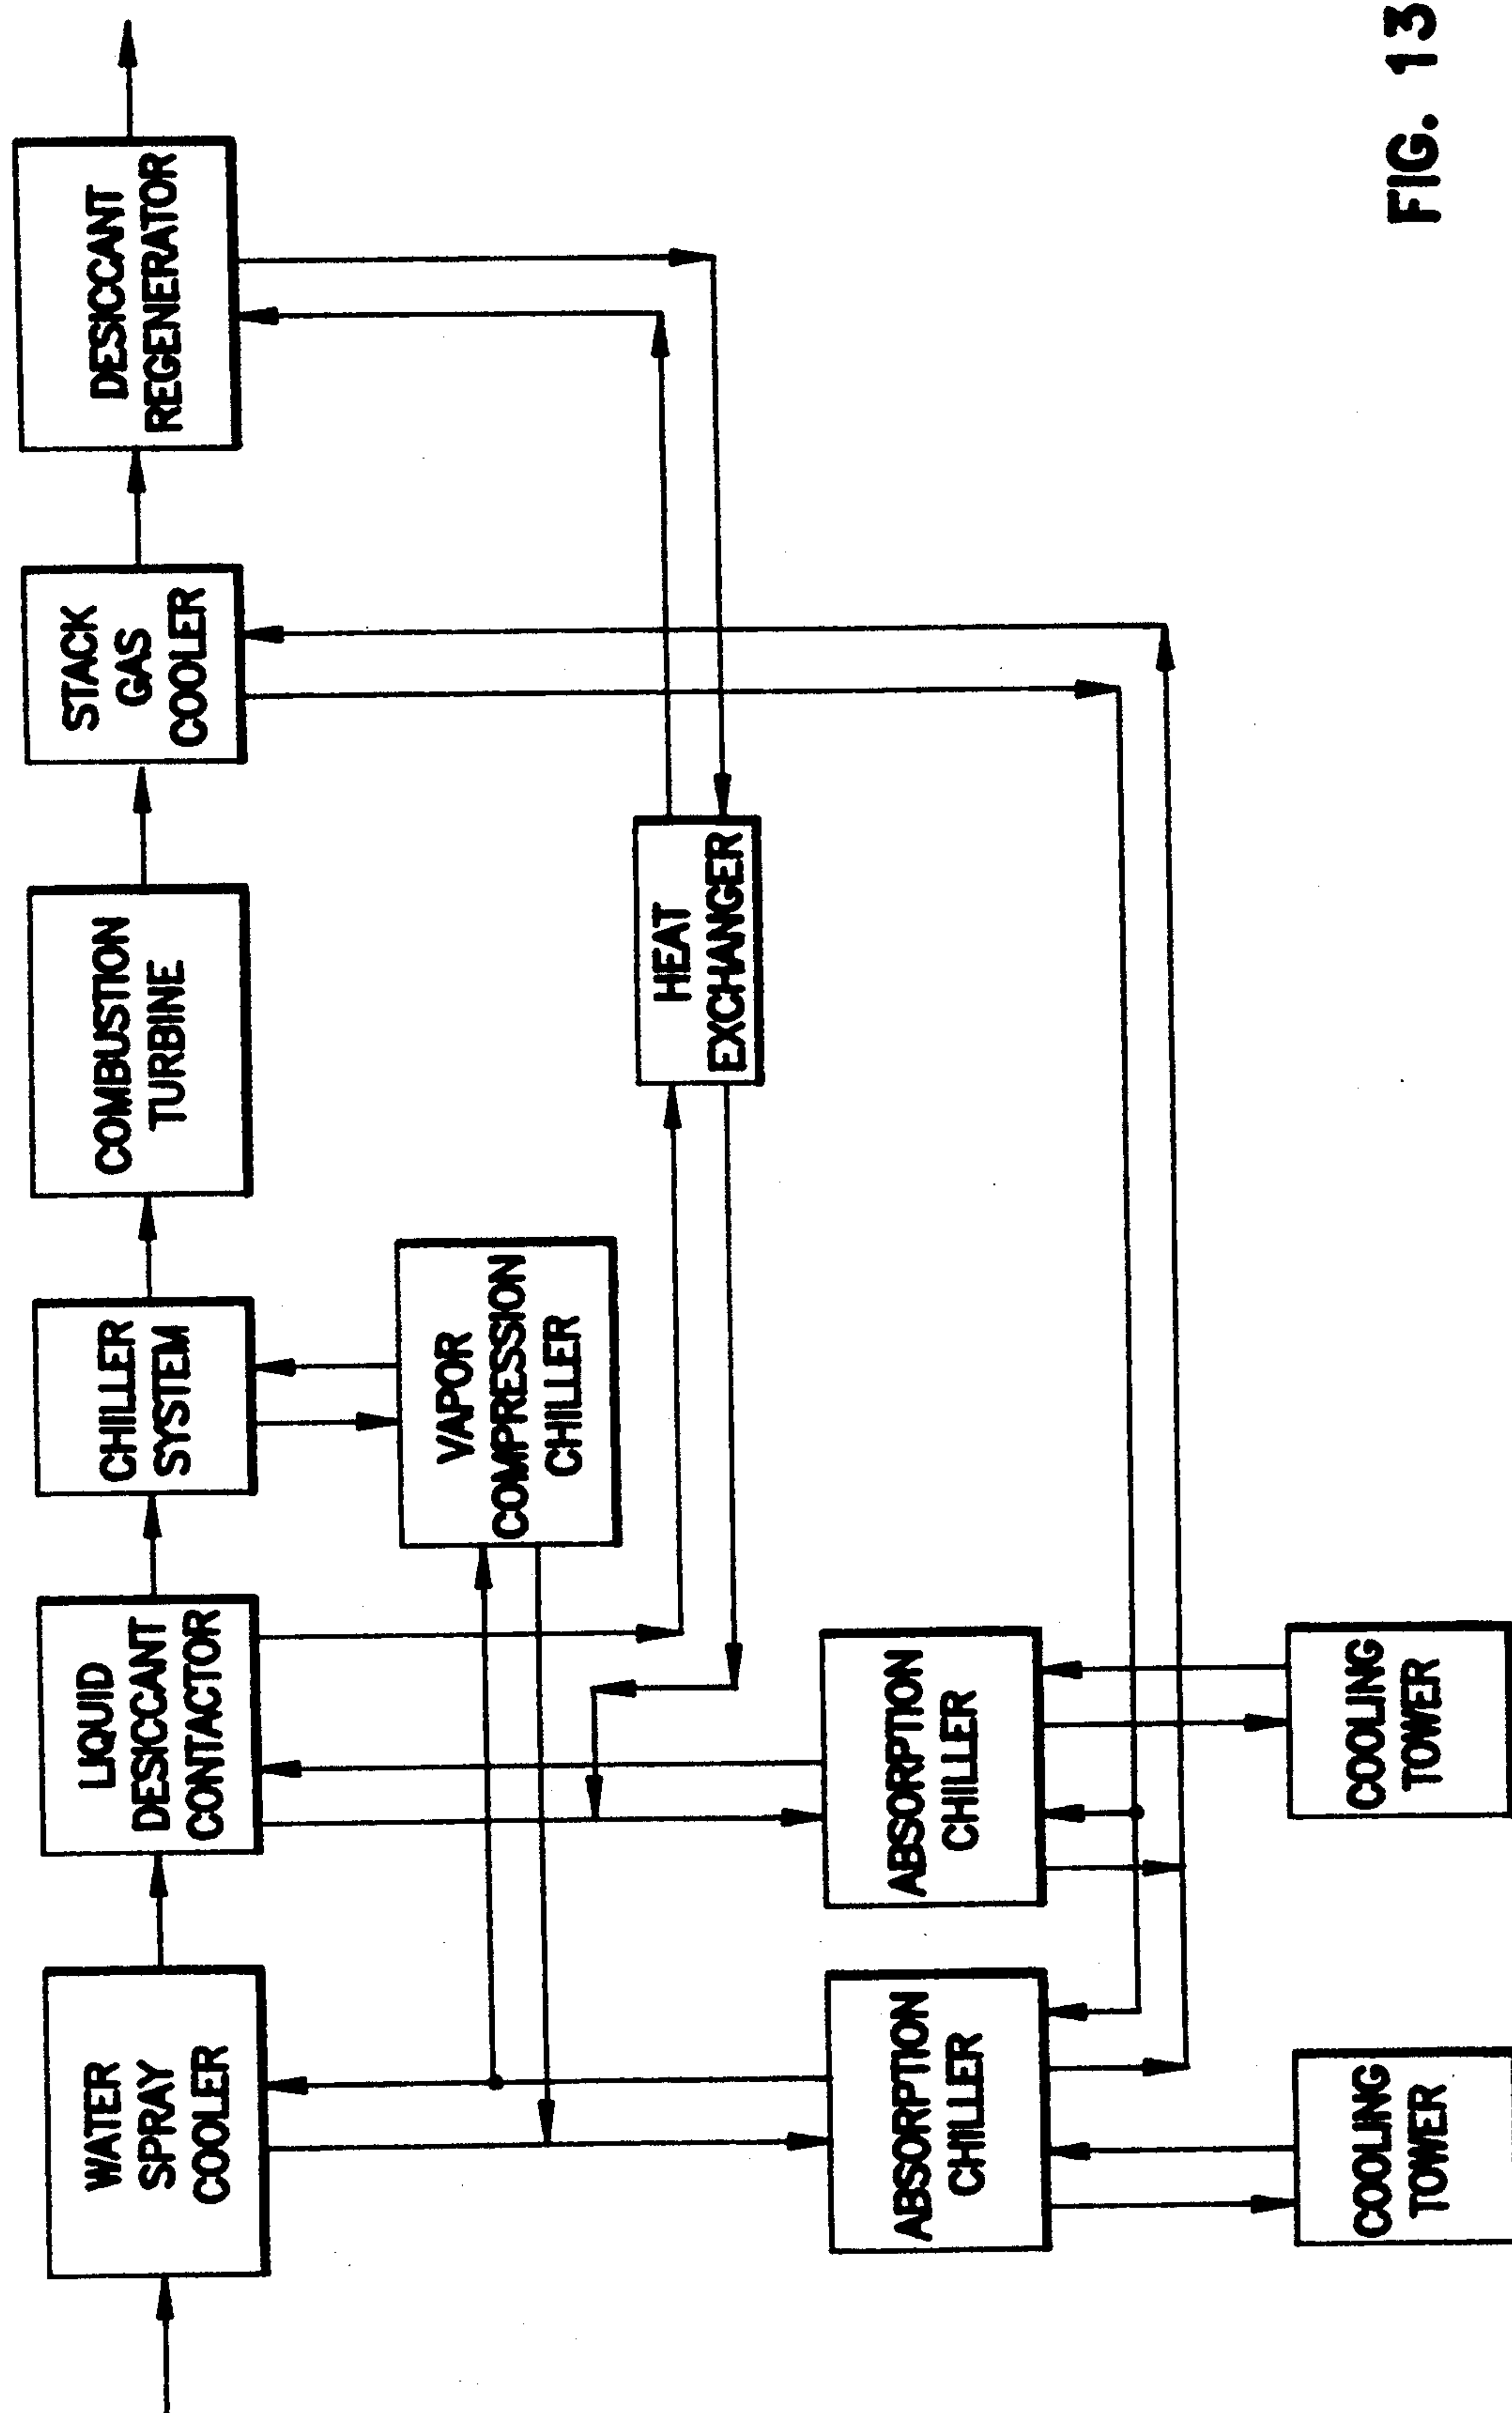 WATER
SPRAY
COOLER
LIQUID
DESICCANT
CONTACTOR
CHILLER
SYSTEM
COMBUSTION
TURBINE
STACK
GAS
COOLER
DESICCANT
REGENERATOR
VAPOR
COMPRESSION
CHILLER
HEAT
EXCHANGER
ABSORPTION
CHILLER
ABSORPTION
CHILLER
COOLING
TOWER
COOLING
TOWER
FIG. 13